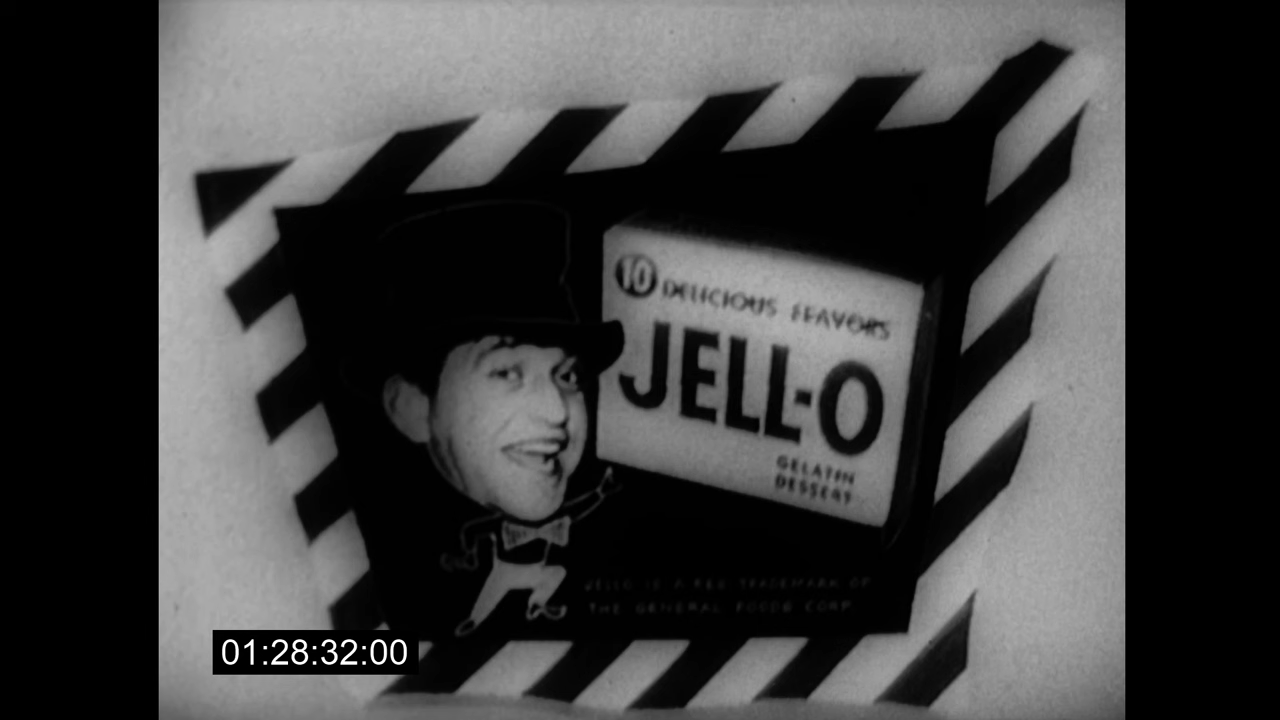 10 DELICIOUS FLAVORS
JELL-O
GELATIN
DESSERT
JELL-O IS A REG TRADEMARK OF
THE GENERAL FOODS CORP.
01:28:32:00